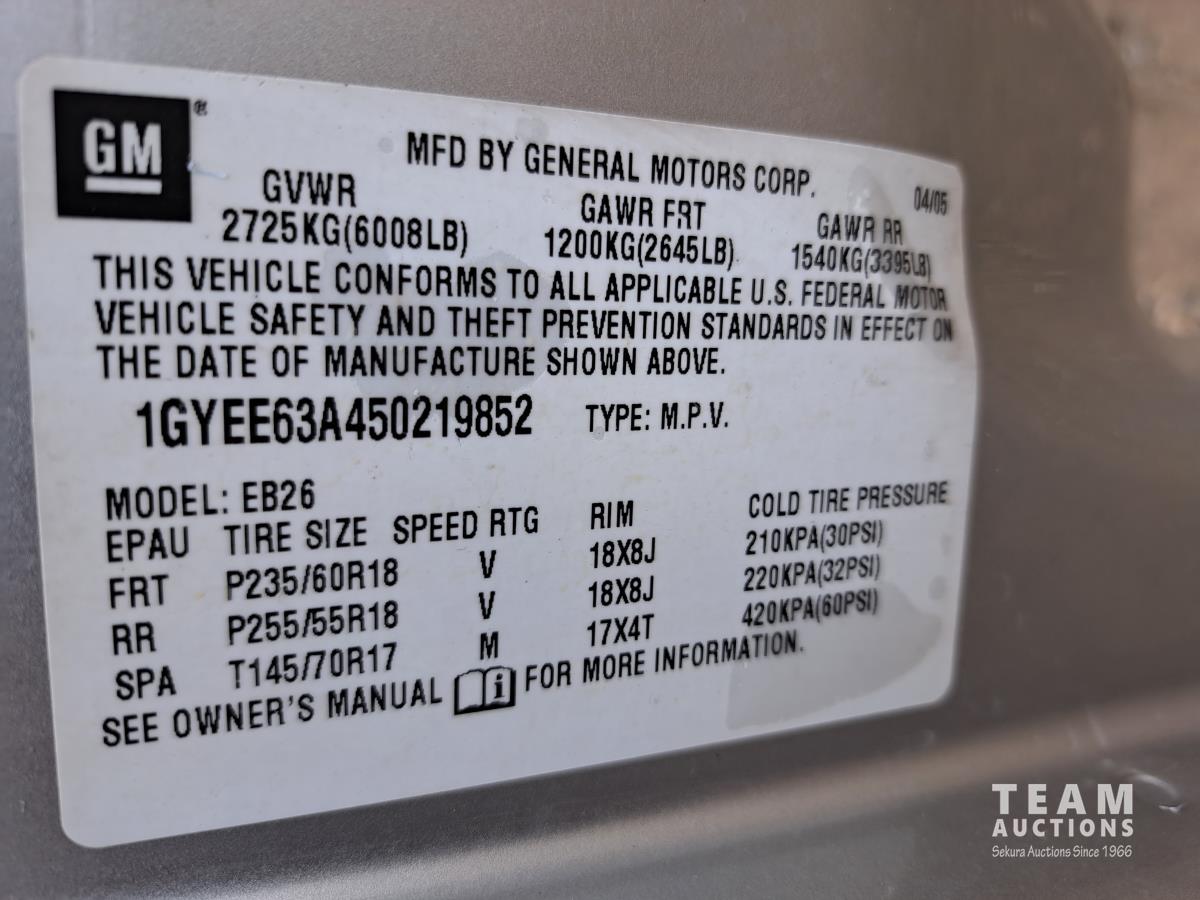 GM®
MFD BY GENERAL MOTORS CORP. 04/05
GVWR GAWR FRT GAWR RR
2725KG(6008LB) 1200KG(2645LB) 1540KG(3395LB)
THIS VEHICLE CONFORMS TO ALL APPLICABLE U.S. FEDERAL MOTOR
VEHICLE SAFETY AND THEFT PREVENTION STANDARDS IN EFFECT ON
THE DATE OF MANUFACTURE SHOWN ABOVE.
1GYEE63A450219852 TYPE: M.P.V.
MODEL: EB26
EPAU TIRE SIZE SPEED RTG RIM COLD TIRE PRESSURE
FRT P235/60R18 V 18X8J 210KPA(30PSI)
RR P255/55R18 V 18X8J 220KPA(32PSI)
SPA T145/70R17 M 17X4T 420KPA(60PSI)
SEE OWNER'S MANUAL i FOR MORE INFORMATION.
TEAM
AUCTIONS
Sekura Auctions Since 1966